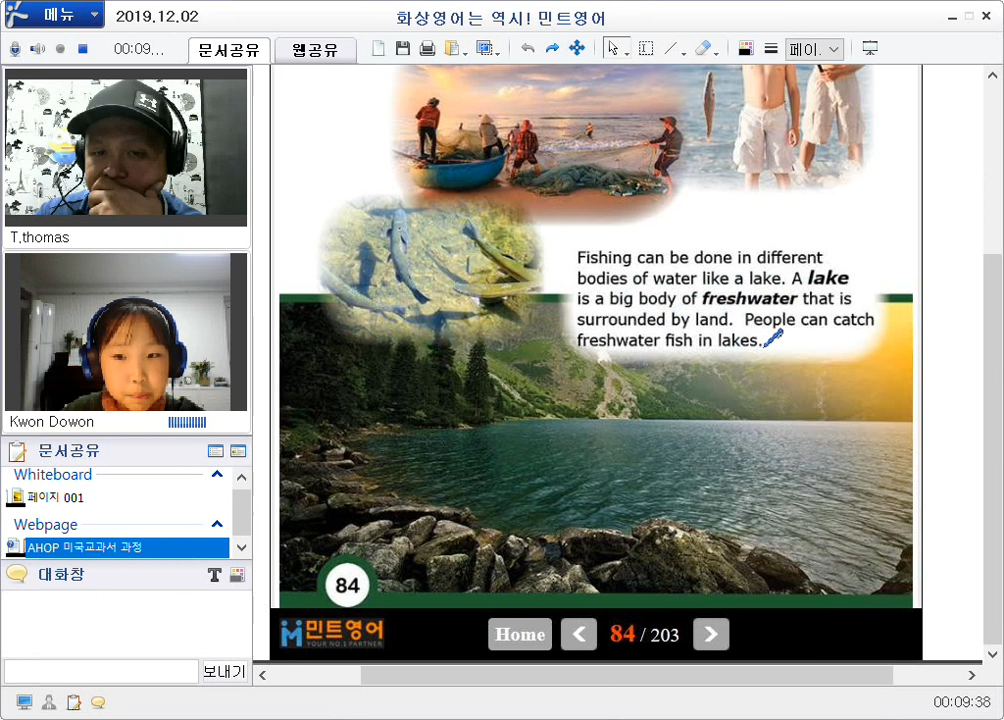 메뉴
2019.12.02
화상영어는 역시! 민트영어
00:09...
문서공유
웹공유
페이.
T.thomas
Kwon Dowon
문서공유
Whiteboard
페이지 001
Webpage
AHOP 미국교과서 과정
대화창
T
보내기
Fishing can be done in different
bodies of water like a lake. A lake
is a big body of freshwater that is
surrounded by land. People can catch
freshwater fish in lakes.
84
민트영어
YOUR NO.1 PARTNER
Home
84 / 203
00:09:38